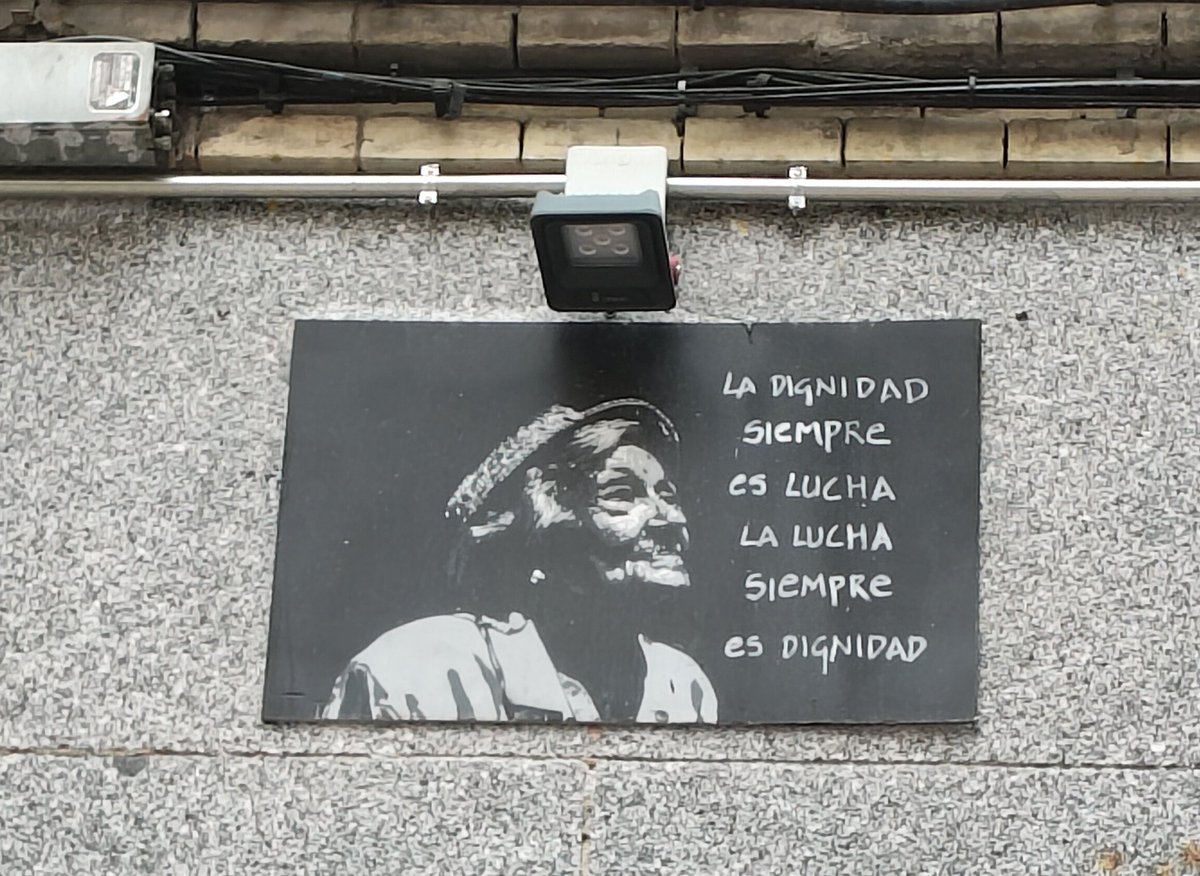 LA DIGNIDAD
SIeMPRe
eS LUCHA
LA LUCHA
SIeMPRe
eS DIGNIDAD